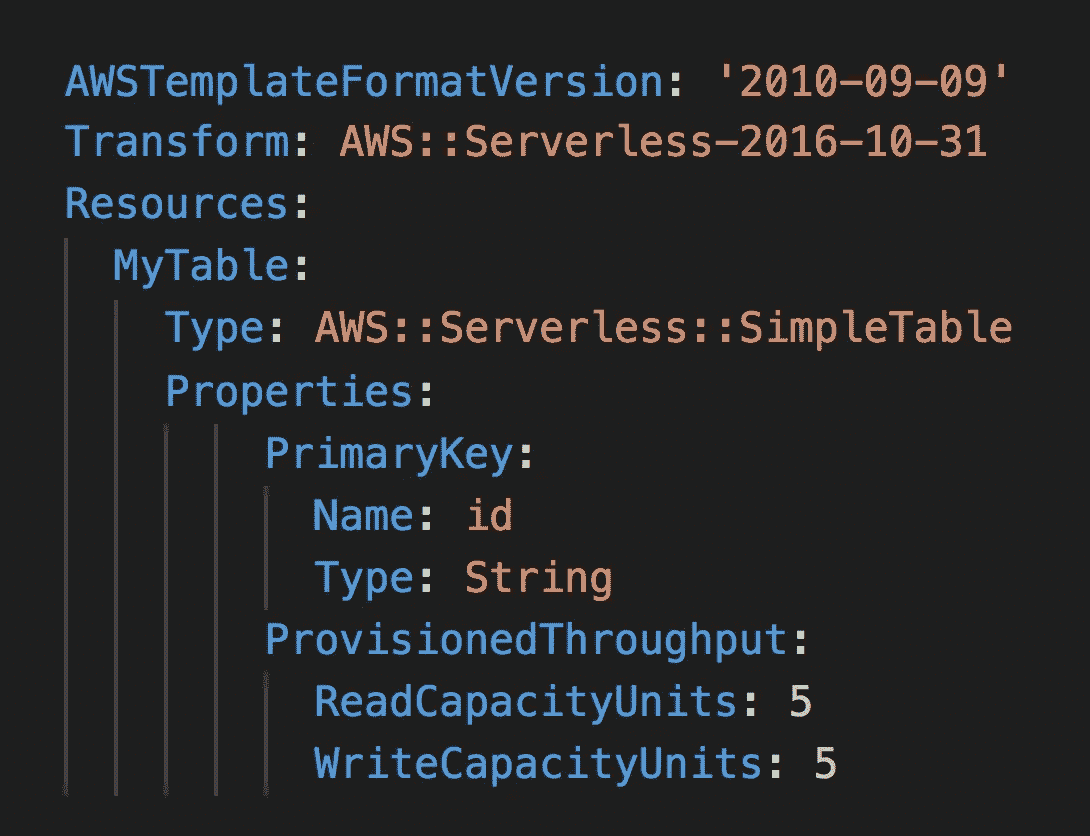 AWSTemplateFormatVersion: '2010-09-09'
Transform: AWS::Serverless-2016-10-31
Resources:
  MyTable:
    Type: AWS::Serverless::SimpleTable
    Properties:
        PrimaryKey:
          Name: id
          Type: String
        ProvisionedThroughput:
          ReadCapacityUnits: 5
          WriteCapacityUnits: 5